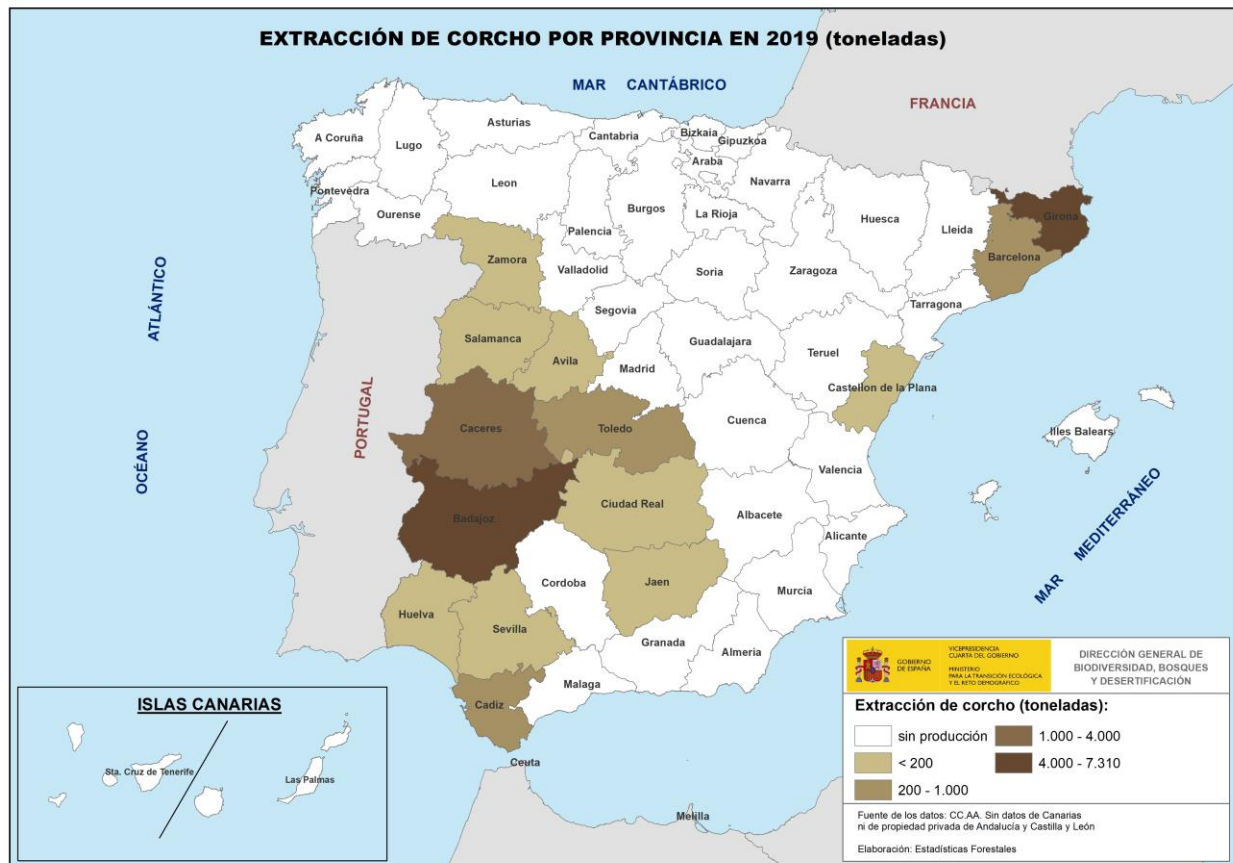 EXTRACCIÓN DE CORCHO POR PROVINCIA EN 2019 (toneladas)
MAR CANTÁBRICO
FRANCIA
A Coruña
Lugo
Asturias
Cantabria
Bizkaia
Gipuzkoa
Araba
Navarra
Leon
Pontevedra
Ourense
Burgos
La Rioja
Huesca
Lleida
Girona
Palencia
Barcelona
Zamora
Valladolid
Soria
Zaragoza
Tarragona
OCÉANO ATLÁNTICO
Segovia
Salamanca
Avila
Madrid
Guadalajara
Teruel
Castellon de la Plana
PORTUGAL
Caceres
Toledo
Cuenca
Illes Balears
Valencia
Ciudad Real
Badajoz
Albacete
Alicante
MAR MEDITERRÁNEO
Cordoba
Jaen
Murcia
Huelva
Sevilla
Granada
Almeria
Malaga
Cadiz
Ceuta
Melilla
ISLAS CANARIAS
Sta. Cruz de Tenerife
Las Palmas
GOBIERNO
DE ESPAÑA
VICEPRESIDENCIA
CUARTA DEL GOBIERNO
MINISTERIO
PARA LA TRANSICIÓN ECOLÓGICA
Y EL RETO DEMOGRÁFICO
DIRECCIÓN GENERAL DE
BIODIVERSIDAD, BOSQUES
Y DESERTIFICACIÓN
Extracción de corcho (toneladas):
sin producción
< 200
200 - 1.000
1.000 - 4.000
4.000 - 7.310
Fuente de los datos: CC.AA. Sin datos de Canarias
ni de propiedad privada de Andalucía y Castilla y León
Elaboración: Estadísticas Forestales